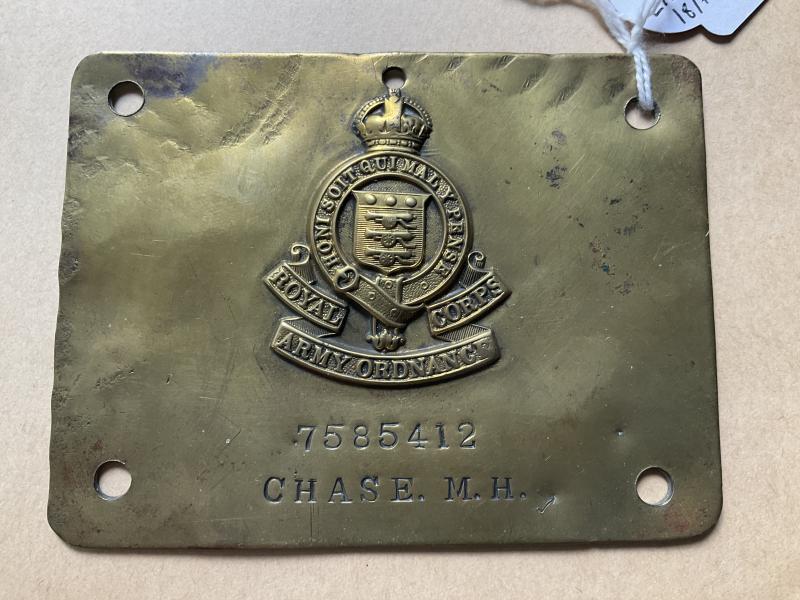 HONI SOIT QUI MAL Y PENSE
ROYAL CORPS
ARMY ORDNANCE
7585412
CHASE. M.H.